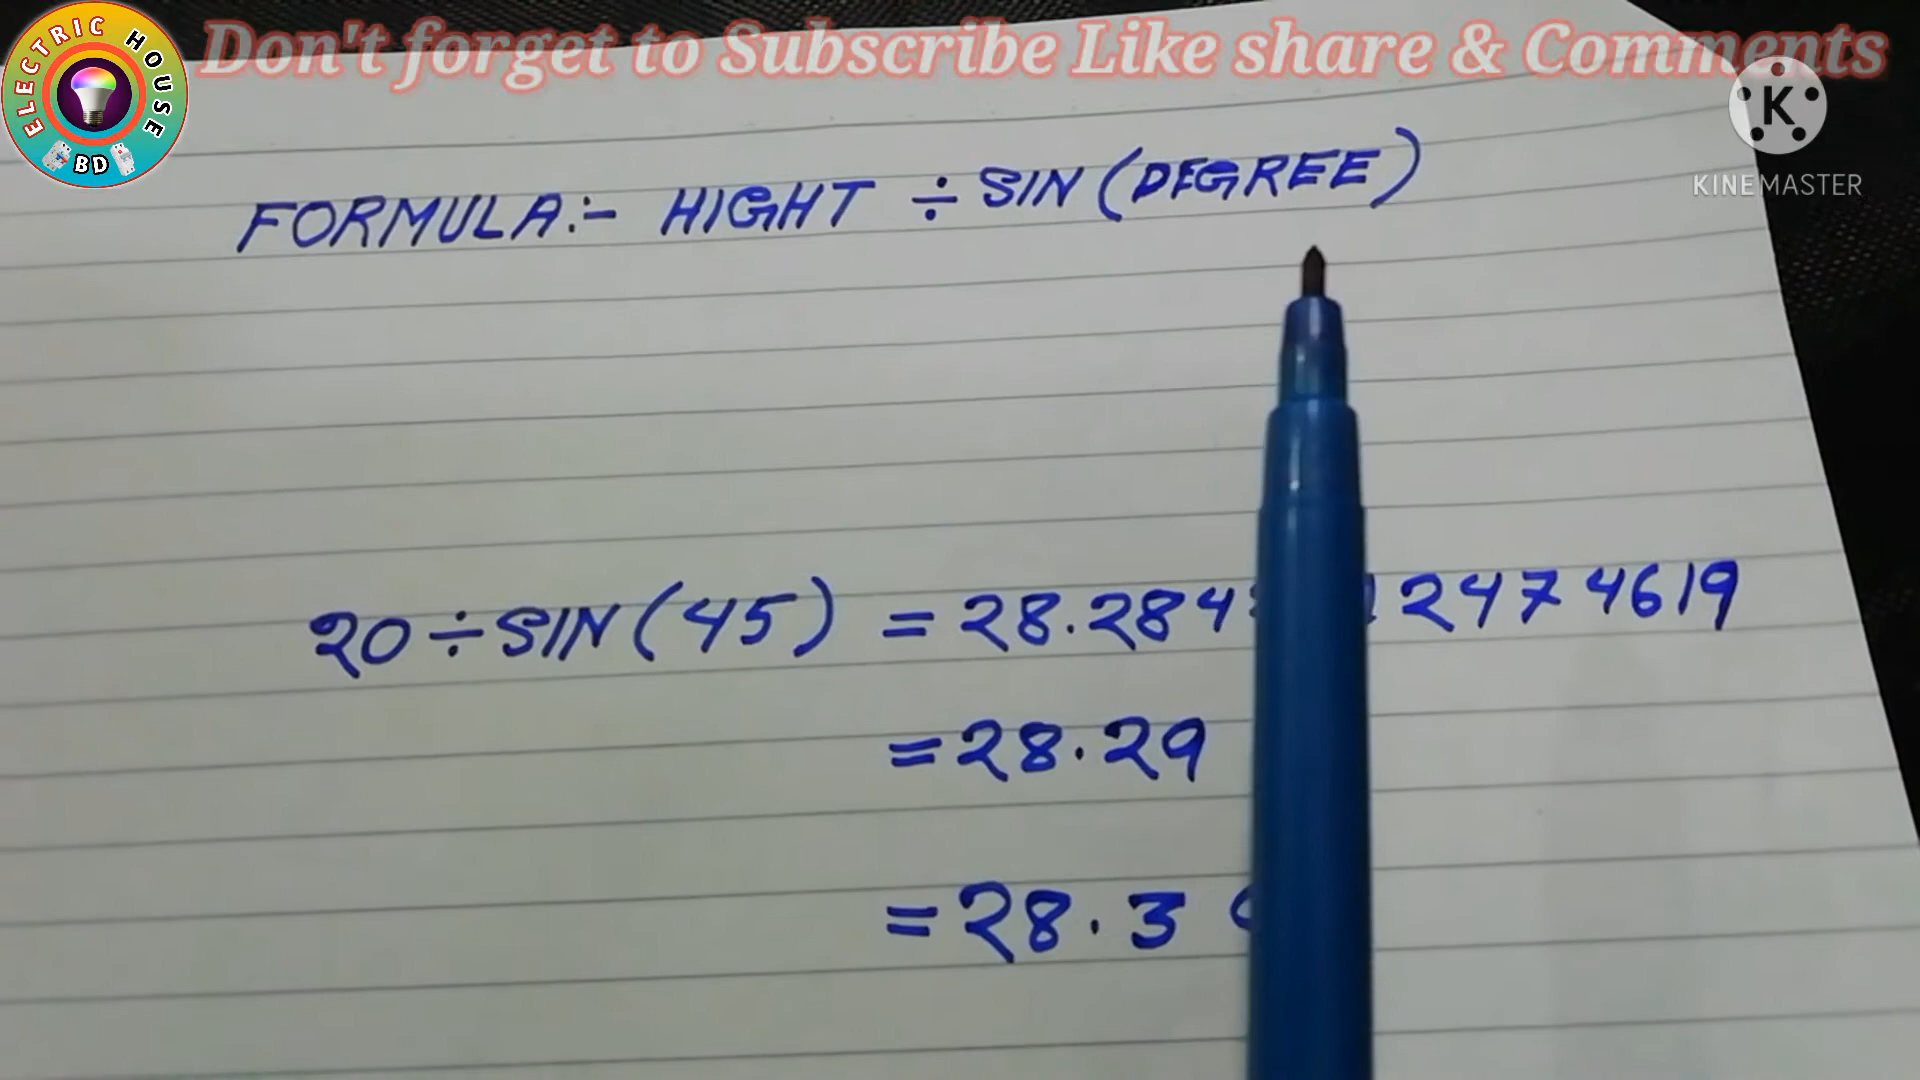 Don't forget to Subscribe Like share & Comments
ELECTRIC HOUSE
BD
K
KINEMASTER
FORMULA:- HIGHT ÷ SIN (DEGREE)
20 ÷ SIN (45) = 28.284 2474619
= 28.29
= 28.3